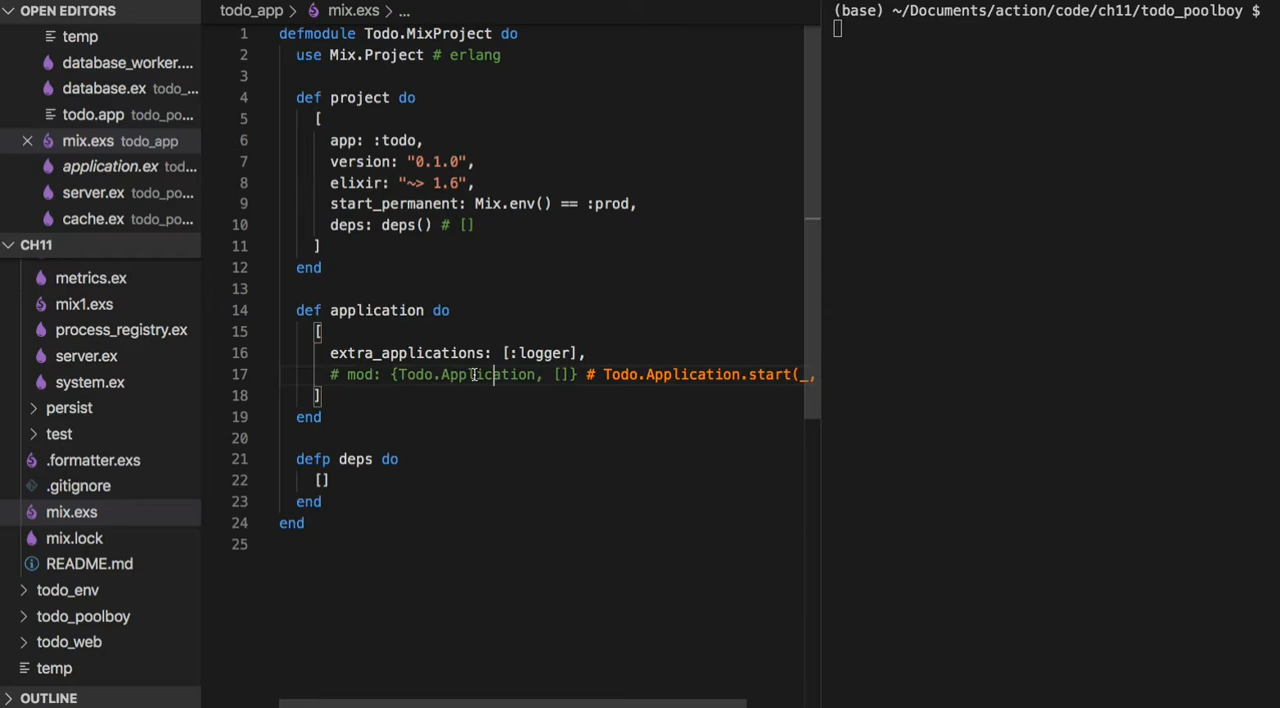 OPEN EDITORS
temp
database_worker....
database.ex todo_...
todo.app todo_po...
mix.exs todo_app
application.ex tod...
server.ex todo_po...
cache.ex todo_po...
CH11
metrics.ex
mix1.exs
process_registry.ex
server.ex
system.ex
persist
test
.formatter.exs
.gitignore
mix.exs
mix.lock
README.md
todo_env
todo_poolboy
todo_web
temp
OUTLINE
todo_app > mix.exs > ...
1 defmodule Todo.MixProject do
2 use Mix.Project # erlang
3
4 def project do
5 [
6 app: :todo,
7 version: "0.1.0",
8 elixir: "~> 1.6",
9 start_permanent: Mix.env() == :prod,
10 deps: deps() # []
11 ]
12 end
13
14 def application do
15 [
16 extra_applications: [:logger],
17 # mod: {Todo.Application, []} # Todo.Application.start(_,
18 ]
19 end
20
21 defp deps do
22 []
23 end
24 end
25
(base) ~/Documents/action/code/ch11/todo_poolboy $